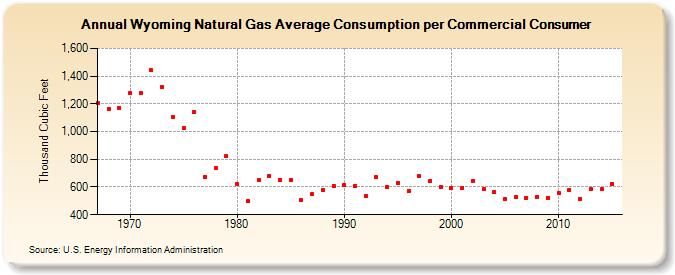 Annual Wyoming Natural Gas Average Consumption per Commercial Consumer
Thousand Cubic Feet
1,600
1,400
1,200
1,000
800
600
400
1970 1980 1990 2000 2010
Source: U.S. Energy Information Administration